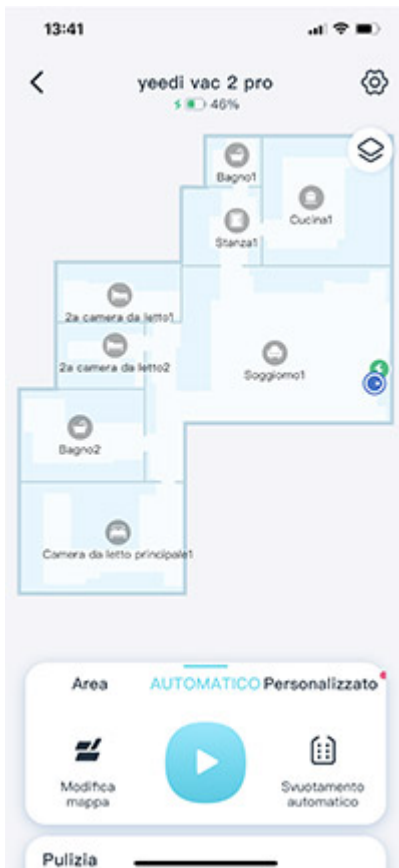 13:41
yeedi vac 2 pro
46%
Bagno1
Cucina1
Stanza1
2a camera da letto1
2a camera da letto2
Soggiorno1
Bagno2
Camera da letto principale1
Area AUTOMATICO Personalizzato
Modifica
mappa
Svuotamento
automatico
Pulizia